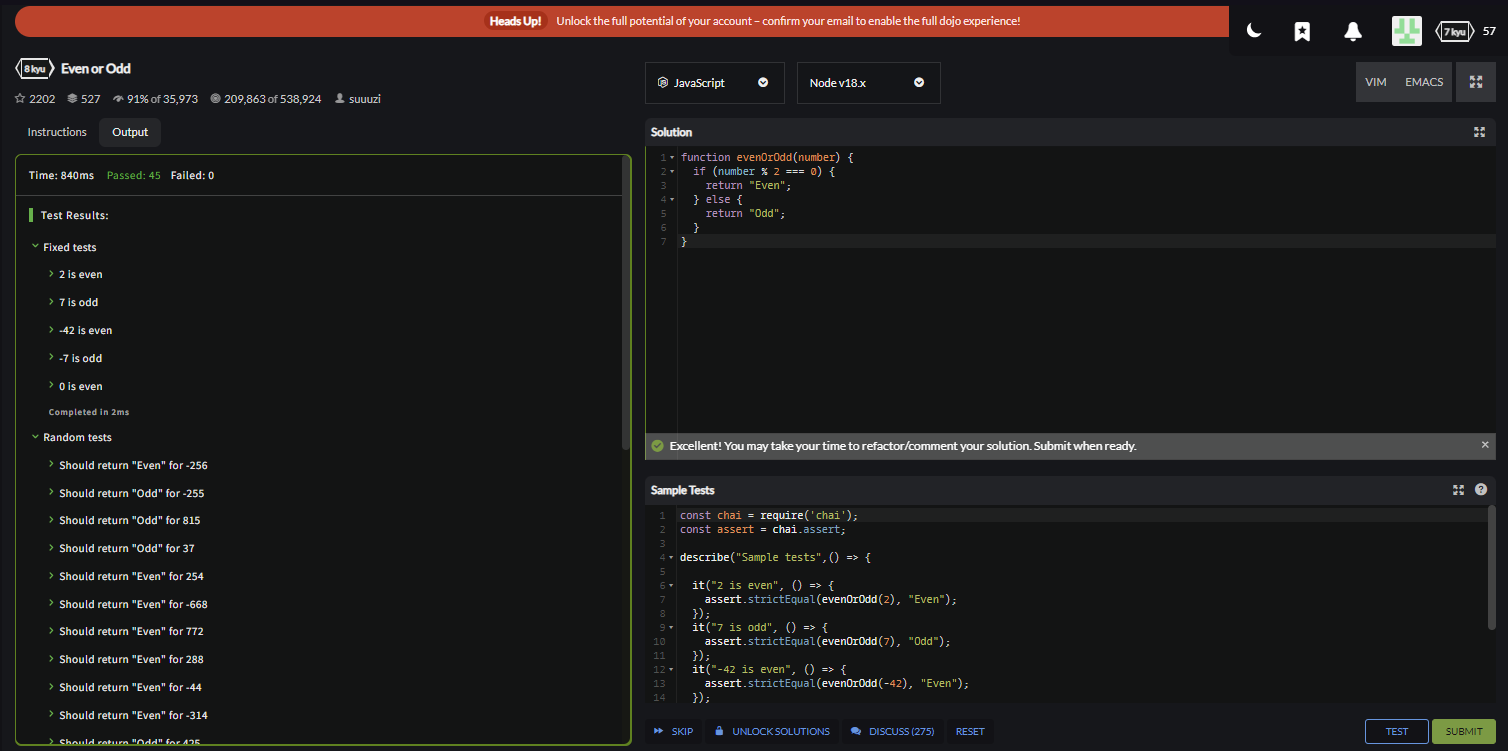 Heads Up! Unlock the full potential of your account – confirm your email to enable the full dojo experience!
7 kyu 57
8 kyu Even or Odd
2202 527 91% of 35,973 209,863 of 538,924 suuuzi
Instructions Output
Time: 840ms Passed: 45 Failed: 0
Test Results:
Fixed tests
2 is even
7 is odd
-42 is even
-7 is odd
0 is even
Completed in 2ms
Random tests
Should return "Even" for -256
Should return "Odd" for -255
Should return "Odd" for 815
Should return "Odd" for 37
Should return "Even" for 254
Should return "Even" for -668
Should return "Even" for 772
Should return "Even" for 288
Should return "Even" for -44
Should return "Even" for -314
Should return "Odd" for 425
JavaScript Node v18.x VIM EMACS
Solution
1 function evenOrOdd(number) {
2 if (number % 2 === 0) {
3 return "Even";
4 } else {
5 return "Odd";
6 }
7 }
Excellent! You may take your time to refactor/comment your solution. Submit when ready. ×
Sample Tests
1 const chai = require('chai');
2 const assert = chai.assert;
3
4 describe("Sample tests",() => {
5
6 it("2 is even", () => {
7 assert.strictEqual(evenOrOdd(2), "Even");
8 });
9 it("7 is odd", () => {
10 assert.strictEqual(evenOrOdd(7), "Odd");
11 });
12 it("-42 is even", () => {
13 assert.strictEqual(evenOrOdd(-42), "Even");
14 });
SKIP UNLOCK SOLUTIONS DISCUSS (275) RESET TEST SUBMIT